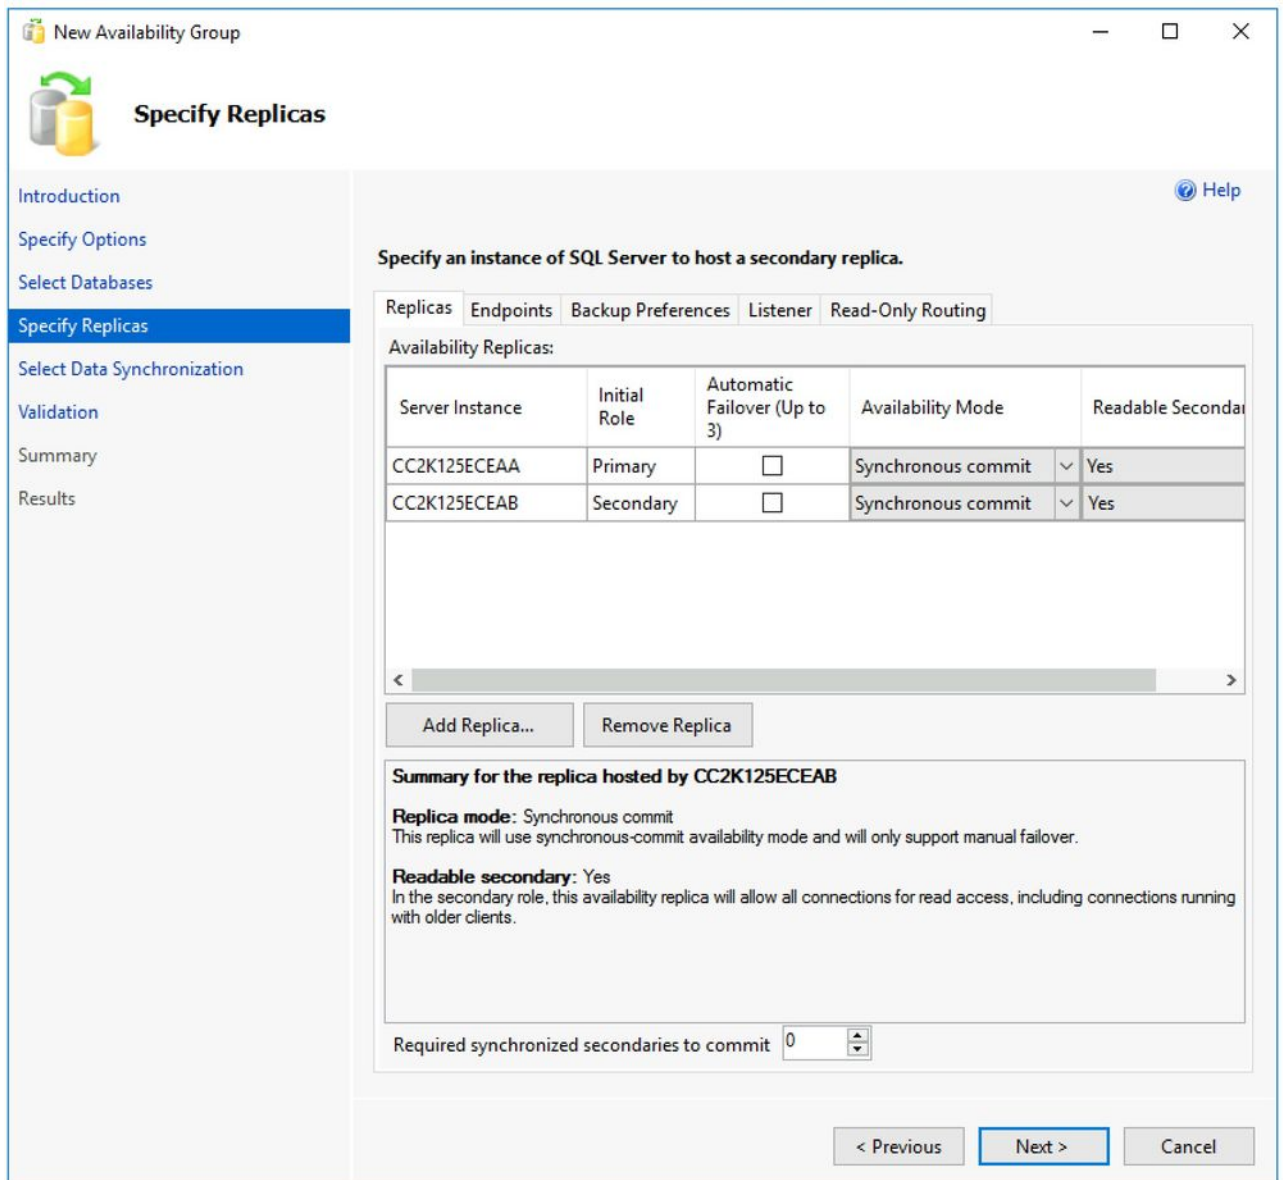 New Availability Group
Specify Replicas
Introduction
Specify Options
Select Databases
Specify Replicas
Select Data Synchronization
Validation
Summary
Results
Help
Specify an instance of SQL Server to host a secondary replica.
Replicas Endpoints Backup Preferences Listener Read-Only Routing
Availability Replicas:
Server Instance Initial Role Automatic Failover (Up to 3) Availability Mode Readable Secondar
CC2K125ECEAA Primary Synchronous commit Yes
CC2K125ECEAB Secondary Synchronous commit Yes
Add Replica... Remove Replica
Summary for the replica hosted by CC2K125ECEAB
Replica mode: Synchronous commit
This replica will use synchronous-commit availability mode and will only support manual failover.
Readable secondary: Yes
In the secondary role, this availability replica will allow all connections for read access, including connections running
with older clients.
Required synchronized secondaries to commit 0
< Previous Next > Cancel